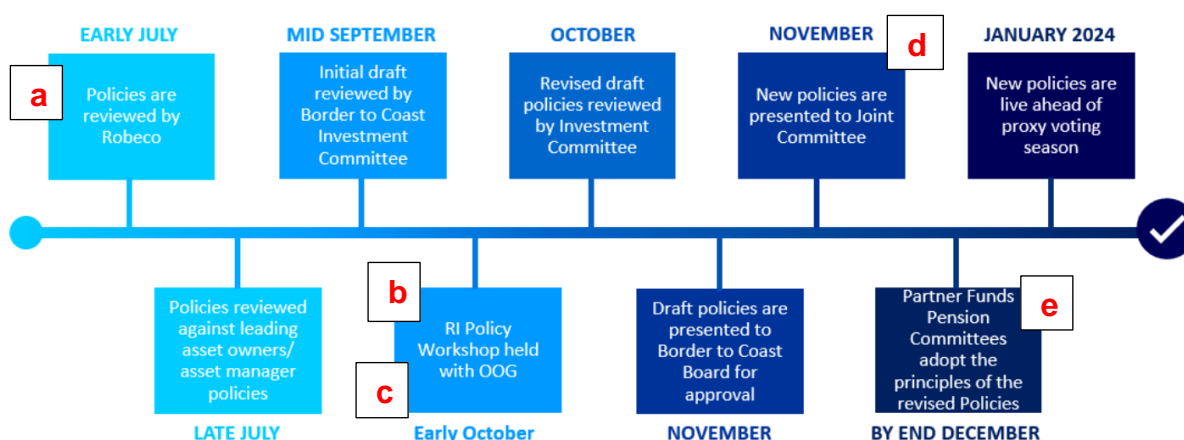 EARLY JULY
a
Policies are
reviewed by
Robeco
MID SEPTEMBER
Initial draft
reviewed by
Border to Coast
Investment
Committee
OCTOBER
Revised draft
policies reviewed
by Investment
Committee
NOVEMBER
d
New policies are
presented to Joint
Committee
JANUARY 2024
New policies are
live ahead of
proxy voting
season
Policies reviewed
against leading
asset owners/
asset manager
policies
LATE JULY
b
RI Policy
Workshop held
with OOG
c
Early October
Draft policies are
presented to
Border to Coast
Board for
approval
NOVEMBER
e
Partner Funds
Pension
Committees
adopt the
principles of the
revised Policies
BY END DECEMBER